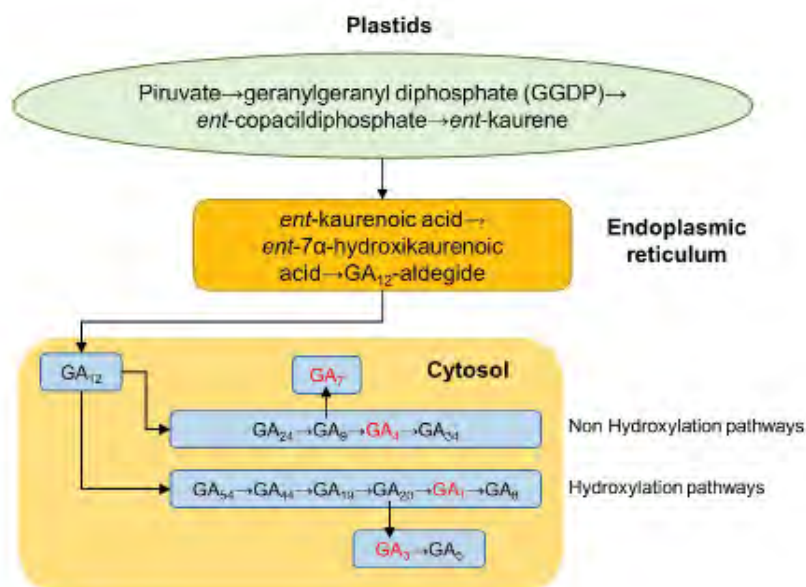 Plastids
Piruvate→geranylgeranyl diphosphate (GGDP)→
ent-copacildiphosphate→ent-kaurene
ent-kaurenoic acid→
ent-7α-hydroxikaurenoic
acid→GA₁₂-aldegide
Endoplasmic
reticulum
Cytosol
GA₁₂
GA₇
GA₂₄→GA₉→GA₄→GA₃₄
Non Hydroxylation pathways
GA₅₄→GA₄₄→GA₁₉→GA₂₀→GA₁→GA₈
Hydroxylation pathways
GA₃→